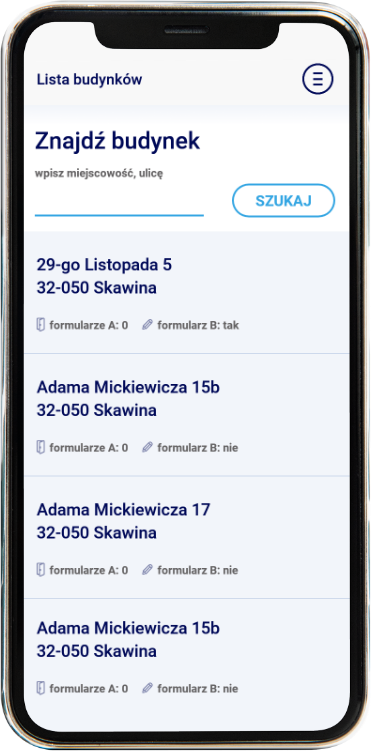 Lista budynków
Znajdź budynek
wpisz miejscowość, ulicę
SZUKAJ
29-go Listopada 5
32-050 Skawina
formularze A: 0 formularz B: tak
Adama Mickiewicza 15b
32-050 Skawina
formularze A: 0 formularz B: nie
Adama Mickiewicza 17
32-050 Skawina
formularze A: 0 formularz B: nie
Adama Mickiewicza 15b
32-050 Skawina
formularze A: 0 formularz B: nie